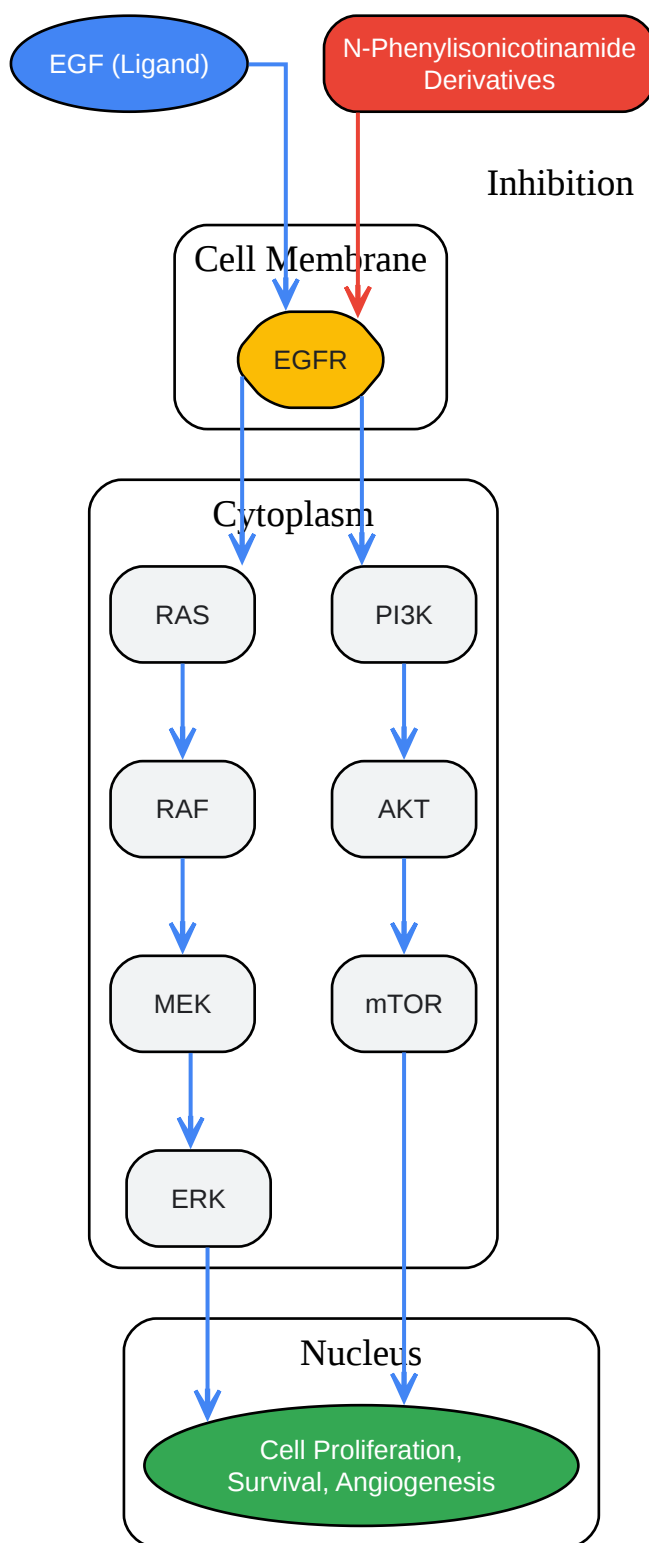 EGF (Ligand)
N-Phenylisonicotinamide
Derivatives
Inhibition
Cell Membrane
EGFR
Cytoplasm
RAS
PI3K
RAF
AKT
MEK
mTOR
ERK
Nucleus
Cell Proliferation,
Survival, Angiogenesis